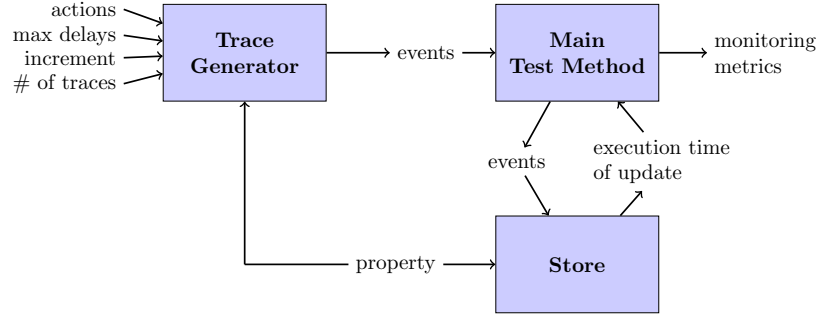 actions
max delays
increment
# of traces
Trace
Generator
events
Main
Test Method
monitoring
metrics
events
execution time
of update
property
Store